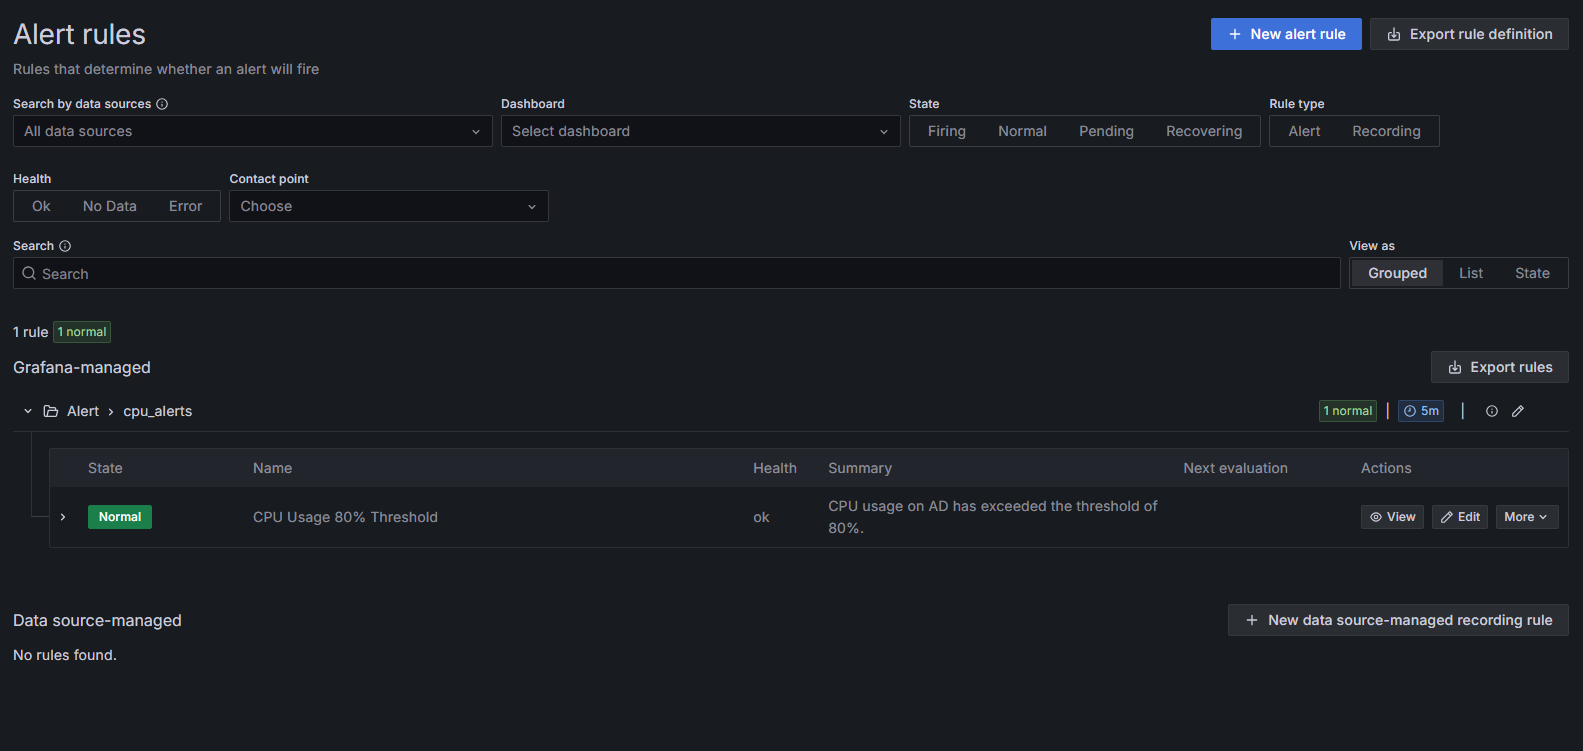 Alert rules
New alert rule
Export rule definition
Rules that determine whether an alert will fire
Search by data sources
Dashboard
State
Rule type
All data sources
Select dashboard
Firing Normal Pending Recovering
Alert Recording
Health
Contact point
Ok No Data Error
Choose
Search
View as
Search
Grouped List State
1 rule 1 normal
Grafana-managed
Export rules
Alert > cpu_alerts
1 normal | 5m |
State Name Health Summary Next evaluation Actions
Normal CPU Usage 80% Threshold ok
CPU usage on AD has exceeded the threshold of
80%.
View Edit More
Data source-managed
New data source-managed recording rule
No rules found.